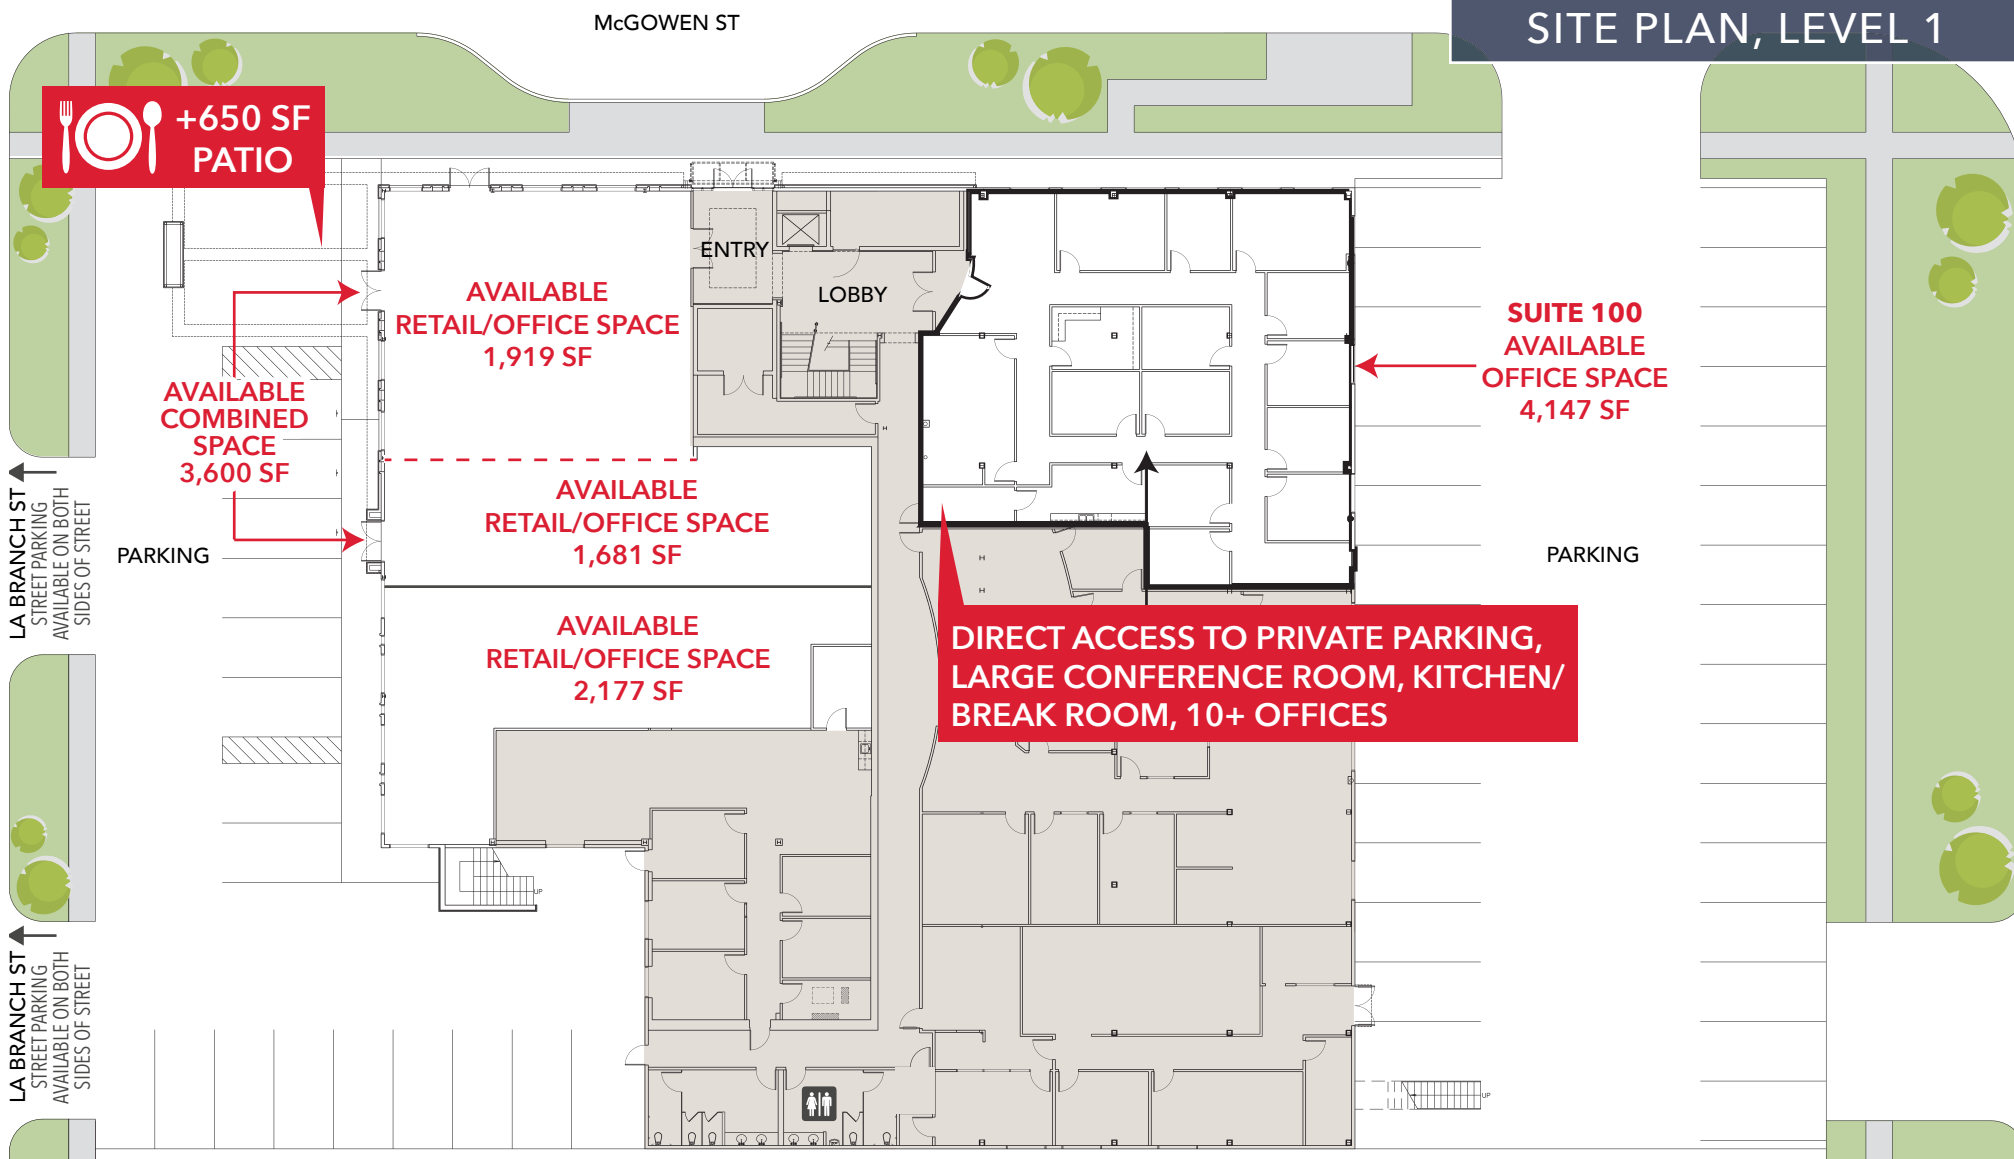 McGOWEN ST
SITE PLAN, LEVEL 1
+650 SF
PATIO
ENTRY
LOBBY
AVAILABLE
RETAIL/OFFICE SPACE
1,919 SF
SUITE 100
AVAILABLE
OFFICE SPACE
4,147 SF
AVAILABLE
COMBINED
SPACE
3,600 SF
AVAILABLE
RETAIL/OFFICE SPACE
1,681 SF
LA BRANCH ST
STREET PARKING
AVAILABLE ON BOTH
SIDES OF STREET
PARKING
PARKING
AVAILABLE
RETAIL/OFFICE SPACE
2,177 SF
DIRECT ACCESS TO PRIVATE PARKING,
LARGE CONFERENCE ROOM, KITCHEN/
BREAK ROOM, 10+ OFFICES
UP
LA BRANCH ST
STREET PARKING
AVAILABLE ON BOTH
SIDES OF STREET
UP